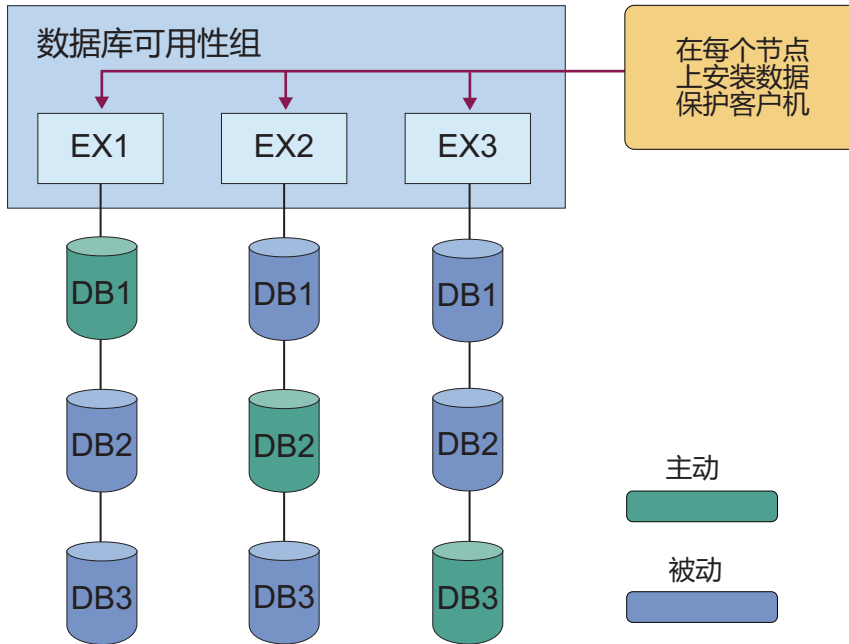 数据库可用性组
在每个节点
上安装数据
保护客户机
EX1
EX2
EX3
DB1
DB1
DB1
DB2
DB2
DB2
主动
DB3
DB3
DB3
被动